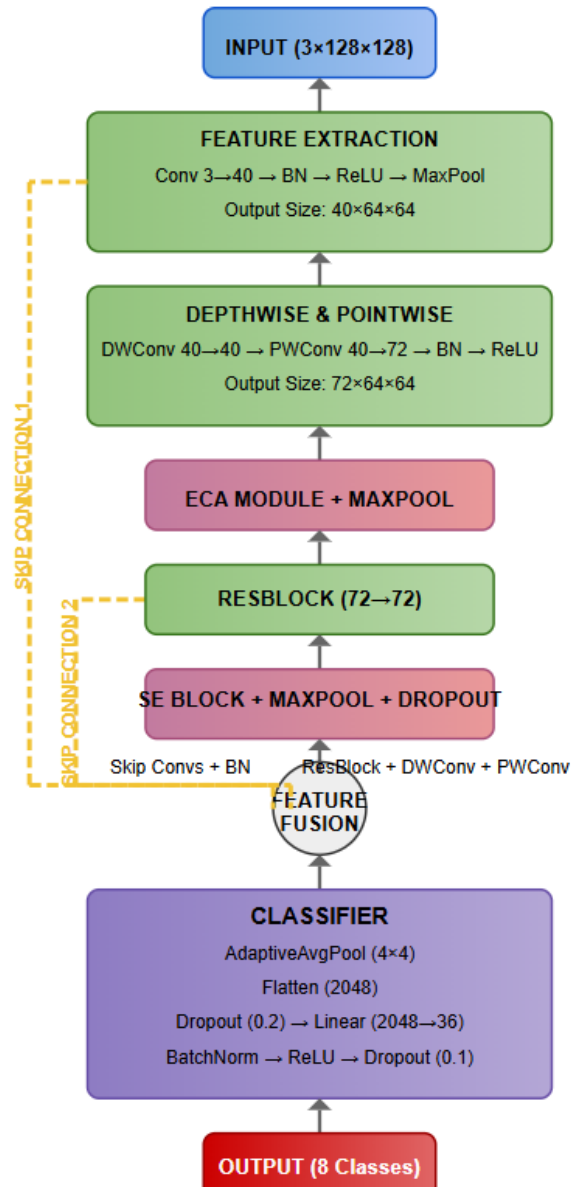 INPUT (3×128×128)
FEATURE EXTRACTION
Conv 3→40 → BN → ReLU → MaxPool
Output Size: 40×64×64
DEPTHWISE & POINTWISE
DWConv 40→40 → PWConv 40→72 → BN → ReLU
Output Size: 72×64×64
SKIP CONNECTION 1
ECA MODULE + MAXPOOL
RESBLOCK (72→72)
SKIP CONNECTION 2
SE BLOCK + MAXPOOL + DROPOUT
Skip Convs + BN
ResBlock + DWConv + PWConv
FEATURE
FUSION
CLASSIFIER
AdaptiveAvgPool (4×4)
Flatten (2048)
Dropout (0.2) → Linear (2048→36)
BatchNorm → ReLU → Dropout (0.1)
OUTPUT (8 Classes)